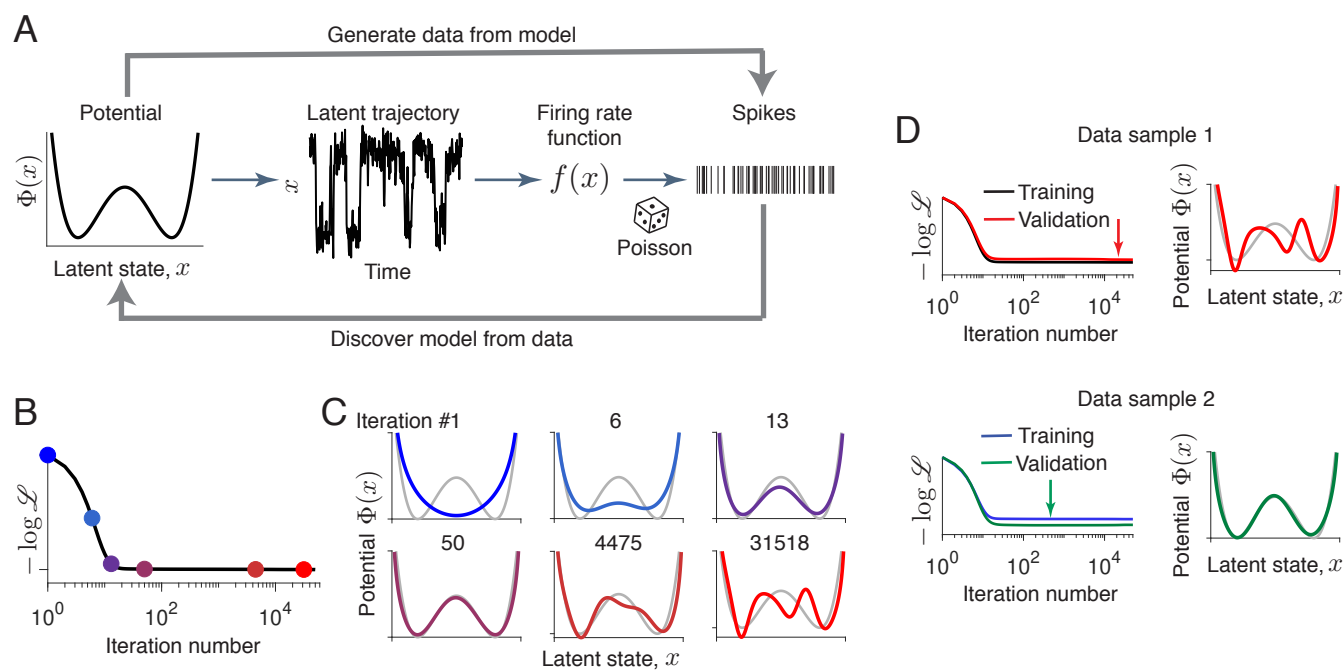 A
Generate data from model
Potential
Latent trajectory
Firing rate
function
Spikes
Φ(x)
x
f(x)
Poisson
Latent state, x
Time
Discover model from data
B
− log ℒ
10^0
10^2
10^4
Iteration number
C
Iteration #1
6
13
50
4475
31518
Potential Φ(x)
Latent state, x
D
Data sample 1
− log ℒ
Training
Validation
10^0
10^2
10^4
Iteration number
Potential Φ(x)
Latent state, x
Data sample 2
− log ℒ
Training
Validation
10^0
10^2
10^4
Iteration number
Potential Φ(x)
Latent state, x